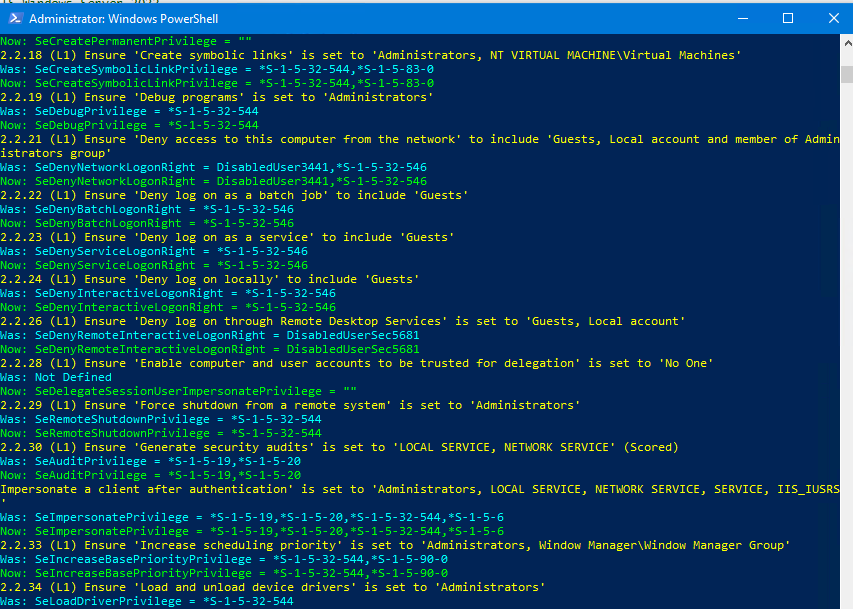 Administrator: Windows PowerShell
Now: SeCreatePermanentPrivilege = ""
2.2.18 (L1) Ensure 'Create symbolic links' is set to 'Administrators, NT VIRTUAL MACHINE\Virtual Machines'
Was: SeCreateSymbolicLinkPrivilege = *S-1-5-32-544,*S-1-5-83-0
Now: SeCreateSymbolicLinkPrivilege = *S-1-5-32-544,*S-1-5-83-0
2.2.19 (L1) Ensure 'Debug programs' is set to 'Administrators'
Was: SeDebugPrivilege = *S-1-5-32-544
Now: SeDebugPrivilege = *S-1-5-32-544
2.2.21 (L1) Ensure 'Deny access to this computer from the network' to include 'Guests, Local account and member of Admin
istrators group'
Was: SeDenyNetworkLogonRight = DisabledUser3441,*S-1-5-32-546
Now: SeDenyNetworkLogonRight = DisabledUser3441,*S-1-5-32-546
2.2.22 (L1) Ensure 'Deny log on as a batch job' to include 'Guests'
Was: SeDenyBatchLogonRight = *S-1-5-32-546
Now: SeDenyBatchLogonRight = *S-1-5-32-546
2.2.23 (L1) Ensure 'Deny log on as a service' to include 'Guests'
Was: SeDenyServiceLogonRight = *S-1-5-32-546
Now: SeDenyServiceLogonRight = *S-1-5-32-546
2.2.24 (L1) Ensure 'Deny log on locally' to include 'Guests'
Was: SeDenyInteractiveLogonRight = *S-1-5-32-546
Now: SeDenyInteractiveLogonRight = *S-1-5-32-546
2.2.26 (L1) Ensure 'Deny log on through Remote Desktop Services' is set to 'Guests, Local account'
Was: SeDenyRemoteInteractiveLogonRight = DisabledUserSec5681
Now: SeDenyRemoteInteractiveLogonRight = DisabledUserSec5681
2.2.28 (L1) Ensure 'Enable computer and user accounts to be trusted for delegation' is set to 'No One'
Was: Not Defined
Now: SeDelegateSessionUserImpersonatePrivilege = ""
2.2.29 (L1) Ensure 'Force shutdown from a remote system' is set to 'Administrators'
Was: SeRemoteShutdownPrivilege = *S-1-5-32-544
Now: SeRemoteShutdownPrivilege = *S-1-5-32-544
2.2.30 (L1) Ensure 'Generate security audits' is set to 'LOCAL SERVICE, NETWORK SERVICE' (Scored)
Was: SeAuditPrivilege = *S-1-5-19,*S-1-5-20
Now: SeAuditPrivilege = *S-1-5-19,*S-1-5-20
Impersonate a client after authentication' is set to 'Administrators, LOCAL SERVICE, NETWORK SERVICE, SERVICE, IIS_IUSRS
'
Was: SeImpersonatePrivilege = *S-1-5-19,*S-1-5-20,*S-1-5-32-544,*S-1-5-6
Now: SeImpersonatePrivilege = *S-1-5-19,*S-1-5-20,*S-1-5-32-544,*S-1-5-6
2.2.33 (L1) Ensure 'Increase scheduling priority' is set to 'Administrators, Window Manager\Window Manager Group'
Was: SeIncreaseBasePriorityPrivilege = *S-1-5-32-544,*S-1-5-90-0
Now: SeIncreaseBasePriorityPrivilege = *S-1-5-32-544,*S-1-5-90-0
2.2.34 (L1) Ensure 'Load and unload device drivers' is set to 'Administrators'
Was: SeLoadDriverPrivilege = *S-1-5-32-544